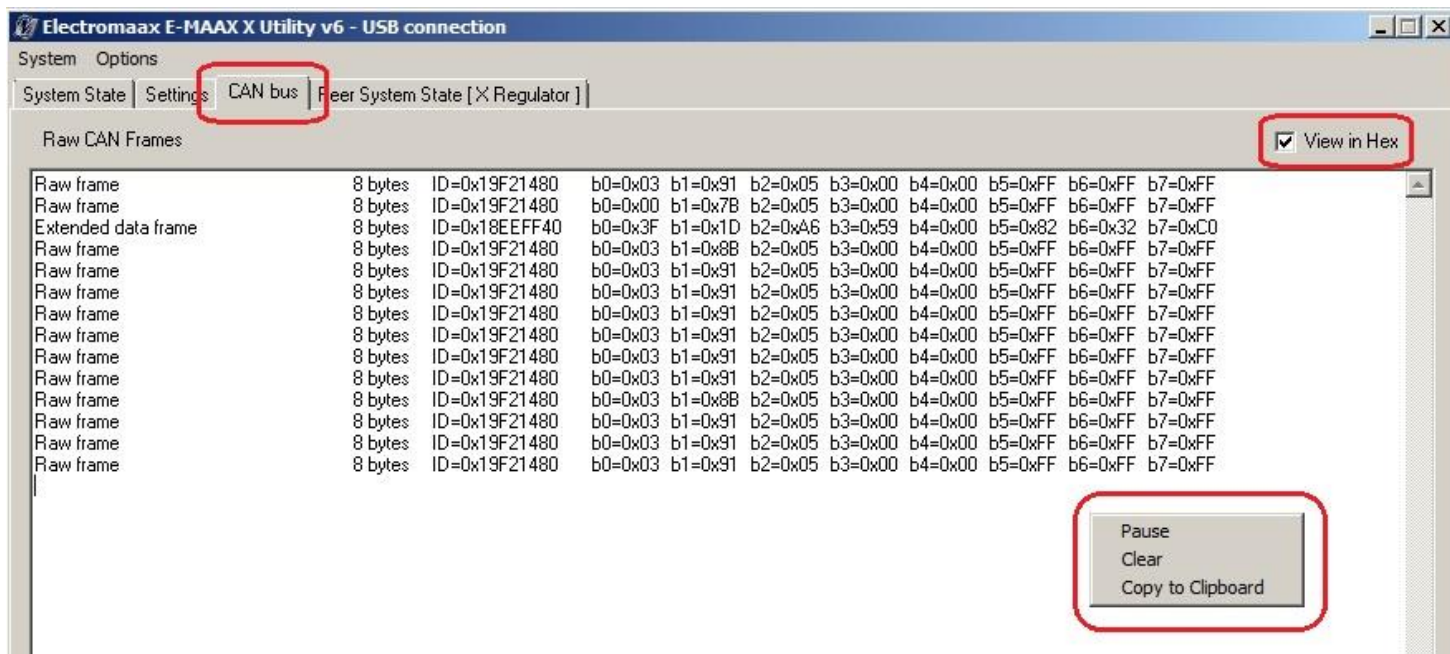 Electromaax E-MAAX X Utility v6 - USB connection
System Options
System State Settings CAN bus Peer System State [ X Regulator ]
Raw CAN Frames View in Hex
Raw frame 8 bytes ID=0x19F21480 b0=0x03 b1=0x91 b2=0x05 b3=0x00 b4=0x00 b5=0xFF b6=0xFF b7=0xFF
Raw frame 8 bytes ID=0x19F21480 b0=0x00 b1=0x7B b2=0x05 b3=0x00 b4=0x00 b5=0xFF b6=0xFF b7=0xFF
Extended data frame 8 bytes ID=0x18EEFF40 b0=0x3F b1=0x1D b2=0xA6 b3=0x59 b4=0x00 b5=0x82 b6=0x32 b7=0xC0
Raw frame 8 bytes ID=0x19F21480 b0=0x03 b1=0x8B b2=0x05 b3=0x00 b4=0x00 b5=0xFF b6=0xFF b7=0xFF
Raw frame 8 bytes ID=0x19F21480 b0=0x03 b1=0x91 b2=0x05 b3=0x00 b4=0x00 b5=0xFF b6=0xFF b7=0xFF
Raw frame 8 bytes ID=0x19F21480 b0=0x03 b1=0x91 b2=0x05 b3=0x00 b4=0x00 b5=0xFF b6=0xFF b7=0xFF
Raw frame 8 bytes ID=0x19F21480 b0=0x03 b1=0x91 b2=0x05 b3=0x00 b4=0x00 b5=0xFF b6=0xFF b7=0xFF
Raw frame 8 bytes ID=0x19F21480 b0=0x03 b1=0x91 b2=0x05 b3=0x00 b4=0x00 b5=0xFF b6=0xFF b7=0xFF
Raw frame 8 bytes ID=0x19F21480 b0=0x03 b1=0x91 b2=0x05 b3=0x00 b4=0x00 b5=0xFF b6=0xFF b7=0xFF
Raw frame 8 bytes ID=0x19F21480 b0=0x03 b1=0x91 b2=0x05 b3=0x00 b4=0x00 b5=0xFF b6=0xFF b7=0xFF
Raw frame 8 bytes ID=0x19F21480 b0=0x03 b1=0x8B b2=0x05 b3=0x00 b4=0x00 b5=0xFF b6=0xFF b7=0xFF
Raw frame 8 bytes ID=0x19F21480 b0=0x03 b1=0x91 b2=0x05 b3=0x00 b4=0x00 b5=0xFF b6=0xFF b7=0xFF
Raw frame 8 bytes ID=0x19F21480 b0=0x03 b1=0x91 b2=0x05 b3=0x00 b4=0x00 b5=0xFF b6=0xFF b7=0xFF
Raw frame 8 bytes ID=0x19F21480 b0=0x03 b1=0x91 b2=0x05 b3=0x00 b4=0x00 b5=0xFF b6=0xFF b7=0xFF
Pause
Clear
Copy to Clipboard